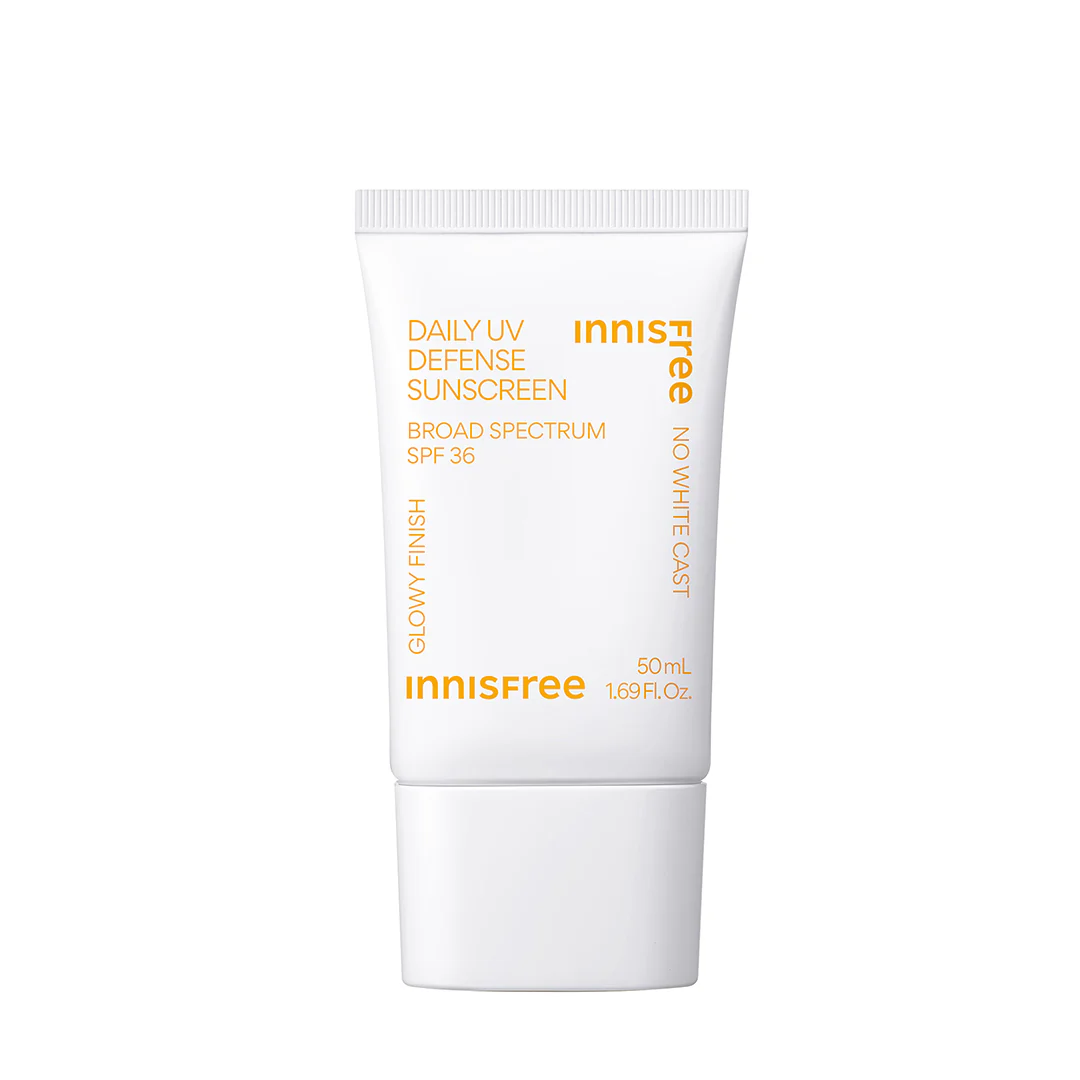 DAILY UV
DEFENSE
SUNSCREEN
BROAD SPECTRUM
SPF 36
innisfree
NO WHITE CAST
GLOWY FINISH
innisfree
50 mL
1.69 Fl. Oz.